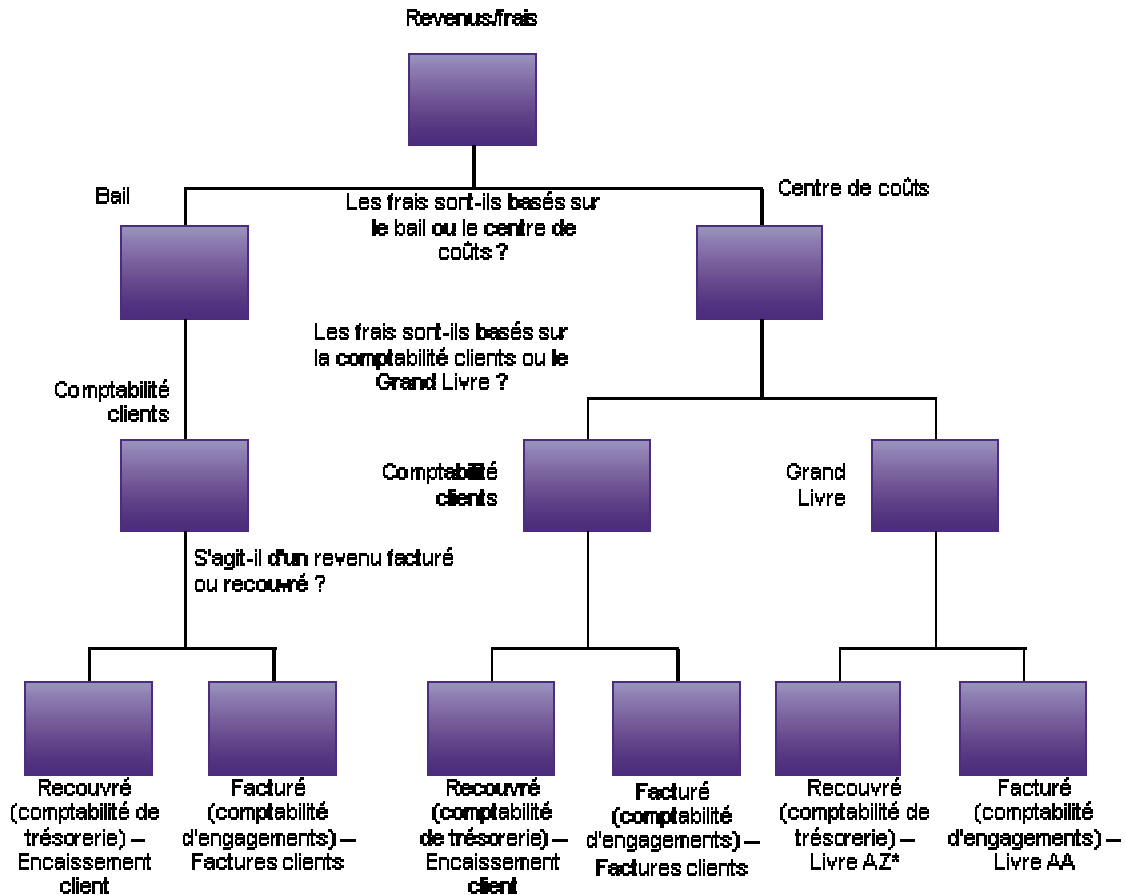 Revenus/frais
Bail
Les frais sont-ils basés sur
le bail ou le centre de
coûts ?
Centre de coûts
Les frais sont-ils basés sur
la comptabilité clients ou le
Grand Livre ?
Comptabilité
clients
Comptabilité
clients
Grand
Livre
S'agit-il d'un revenu facturé
ou recouvré ?
Recouvré
(comptabilité de
trésorerie) –
Encaissement
client
Facturé
(comptabilité
d'engagements) –
Factures clients
Recouvré
(comptabilité
de trésorerie) –
Encaissement
client
Facturé
(comptabilité
d'engagements) –
Factures clients
Recouvré
(comptabilité de
trésorerie) –
Livre AZ*
Facturé
(comptabilité
d'engagements) –
Livre AA